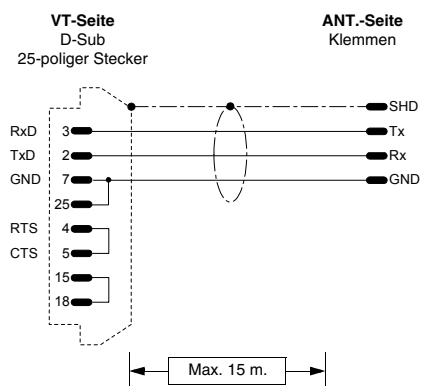 VT-Seite
D-Sub
25-poliger Stecker
ANT.-Seite
Klemmen
SHD
RxD 3 Tx
TxD 2 Rx
GND 7 GND
25
RTS 4
CTS 5
15
18
Max. 15 m.